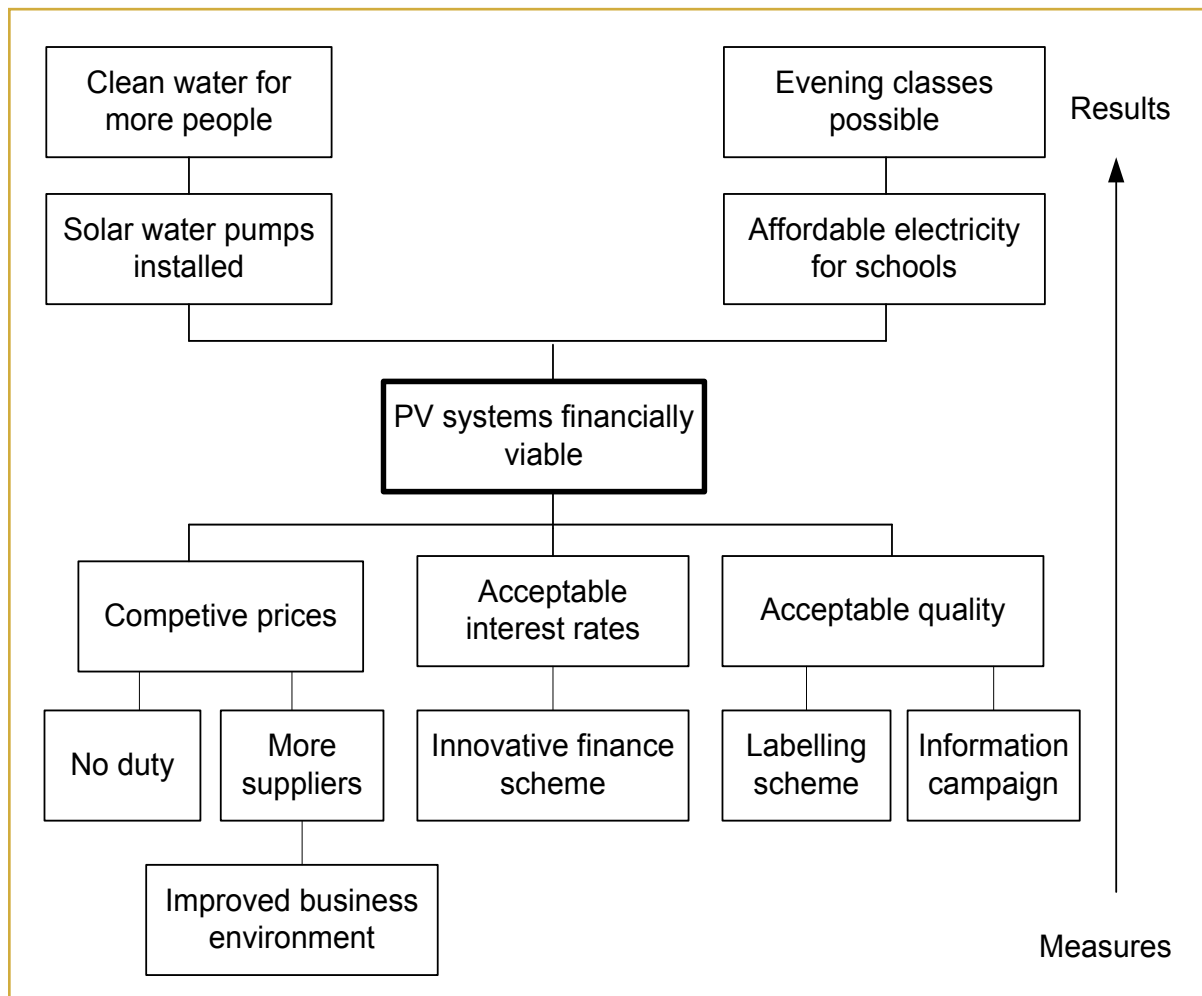 Clean water for
more people
Evening classes
possible
Results
Solar water pumps
installed
Affordable electricity
for schools
PV systems financially
viable
Competive prices
Acceptable
interest rates
Acceptable quality
No duty
More
suppliers
Innovative finance
scheme
Labelling
scheme
Information
campaign
Improved business
environment
Measures